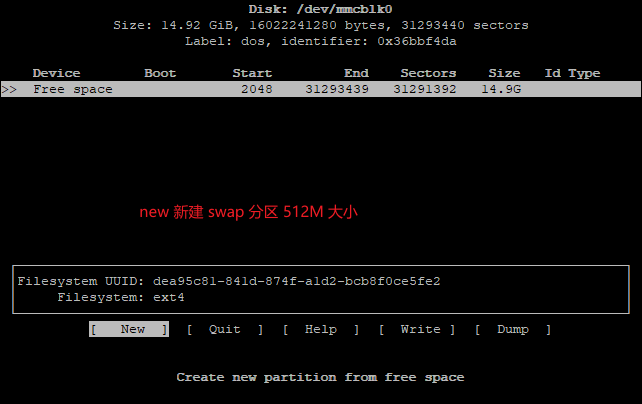 Disk: /dev/mmcblk0
Size: 14.92 GiB, 16022241280 bytes, 31293440 sectors
Label: dos, identifier: 0x36bbf4da
Device Boot Start End Sectors Size Id Type
>> Free space 2048 31293439 31291392 14.9G
new 新建 swap 分区 512M 大小
Filesystem UUID: dea95c81-841d-874f-a1d2-bcb8f0ce5fe2
Filesystem: ext4
[ New ] [ Quit ] [ Help ] [ Write ] [ Dump ]
Create new partition from free space